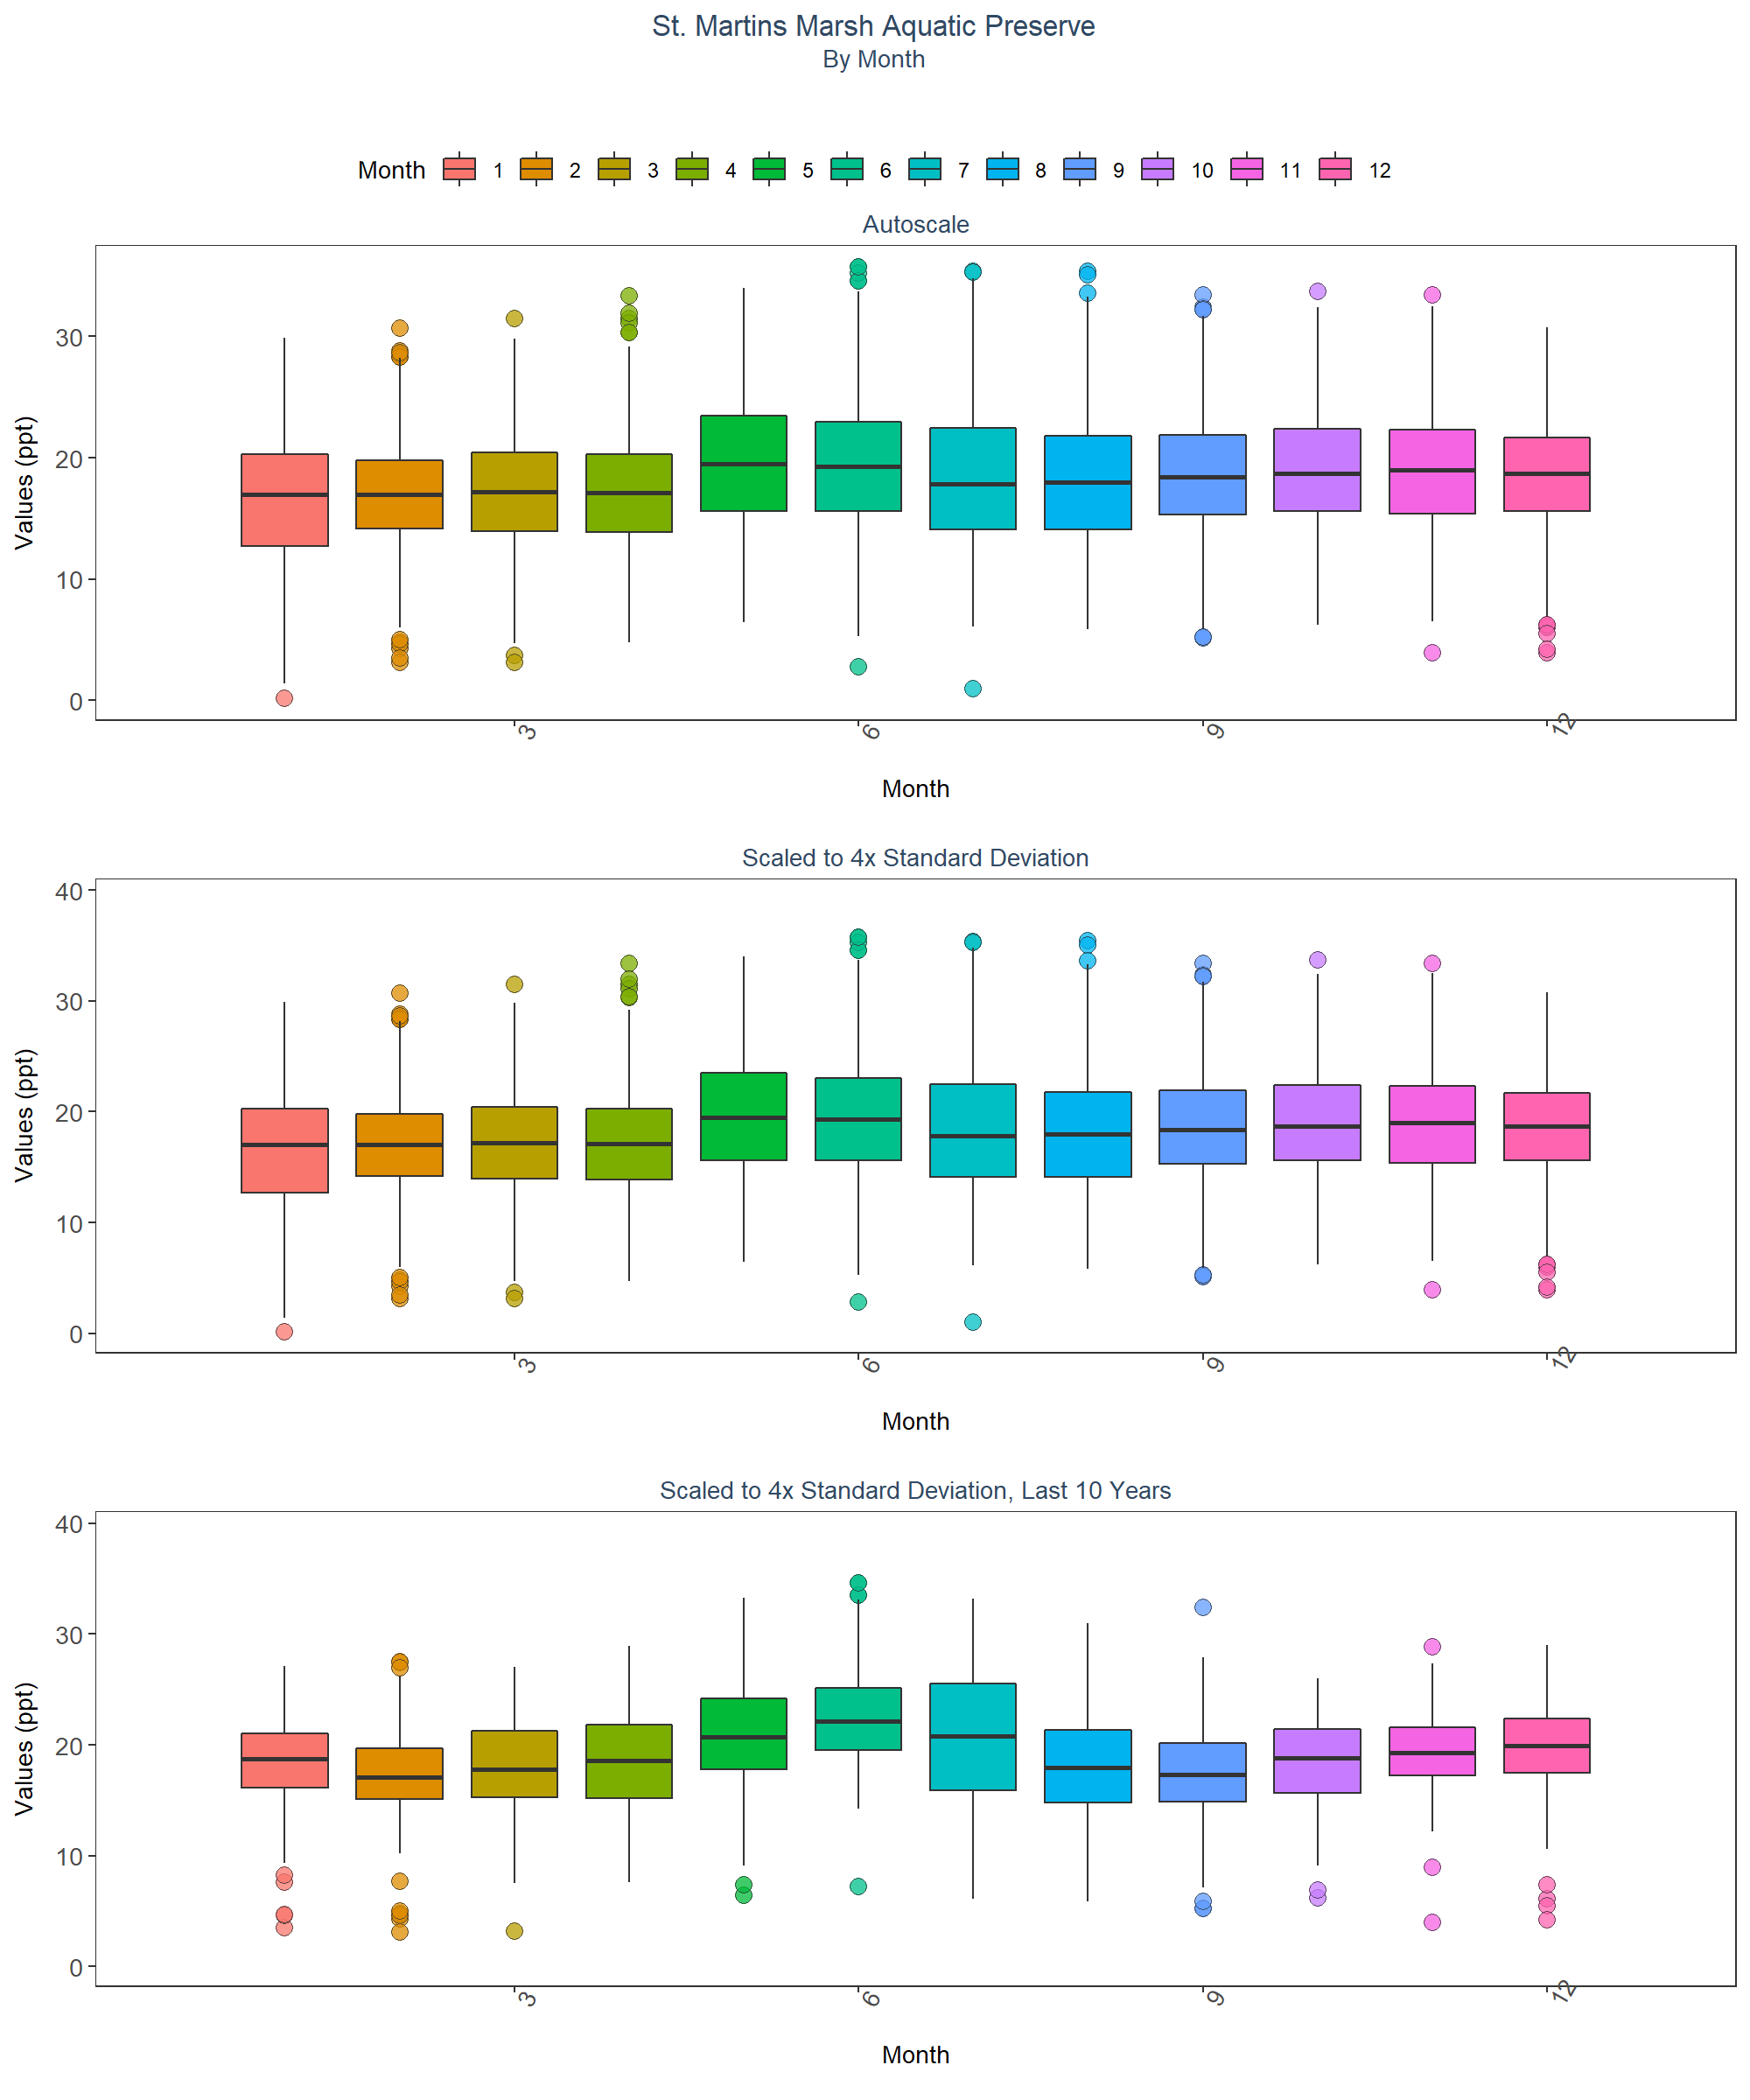 St. Martins Marsh Aquatic Preserve
By Month
Month 1 2 3 4 5 6 7 8 9 10 11 12
Autoscale
Values (ppt)
30
20
10
0
3 6 9 12
Month
Scaled to 4x Standard Deviation
Values (ppt)
40
30
20
10
0
3 6 9 12
Month
Scaled to 4x Standard Deviation, Last 10 Years
Values (ppt)
40
30
20
10
0
3 6 9 12
Month